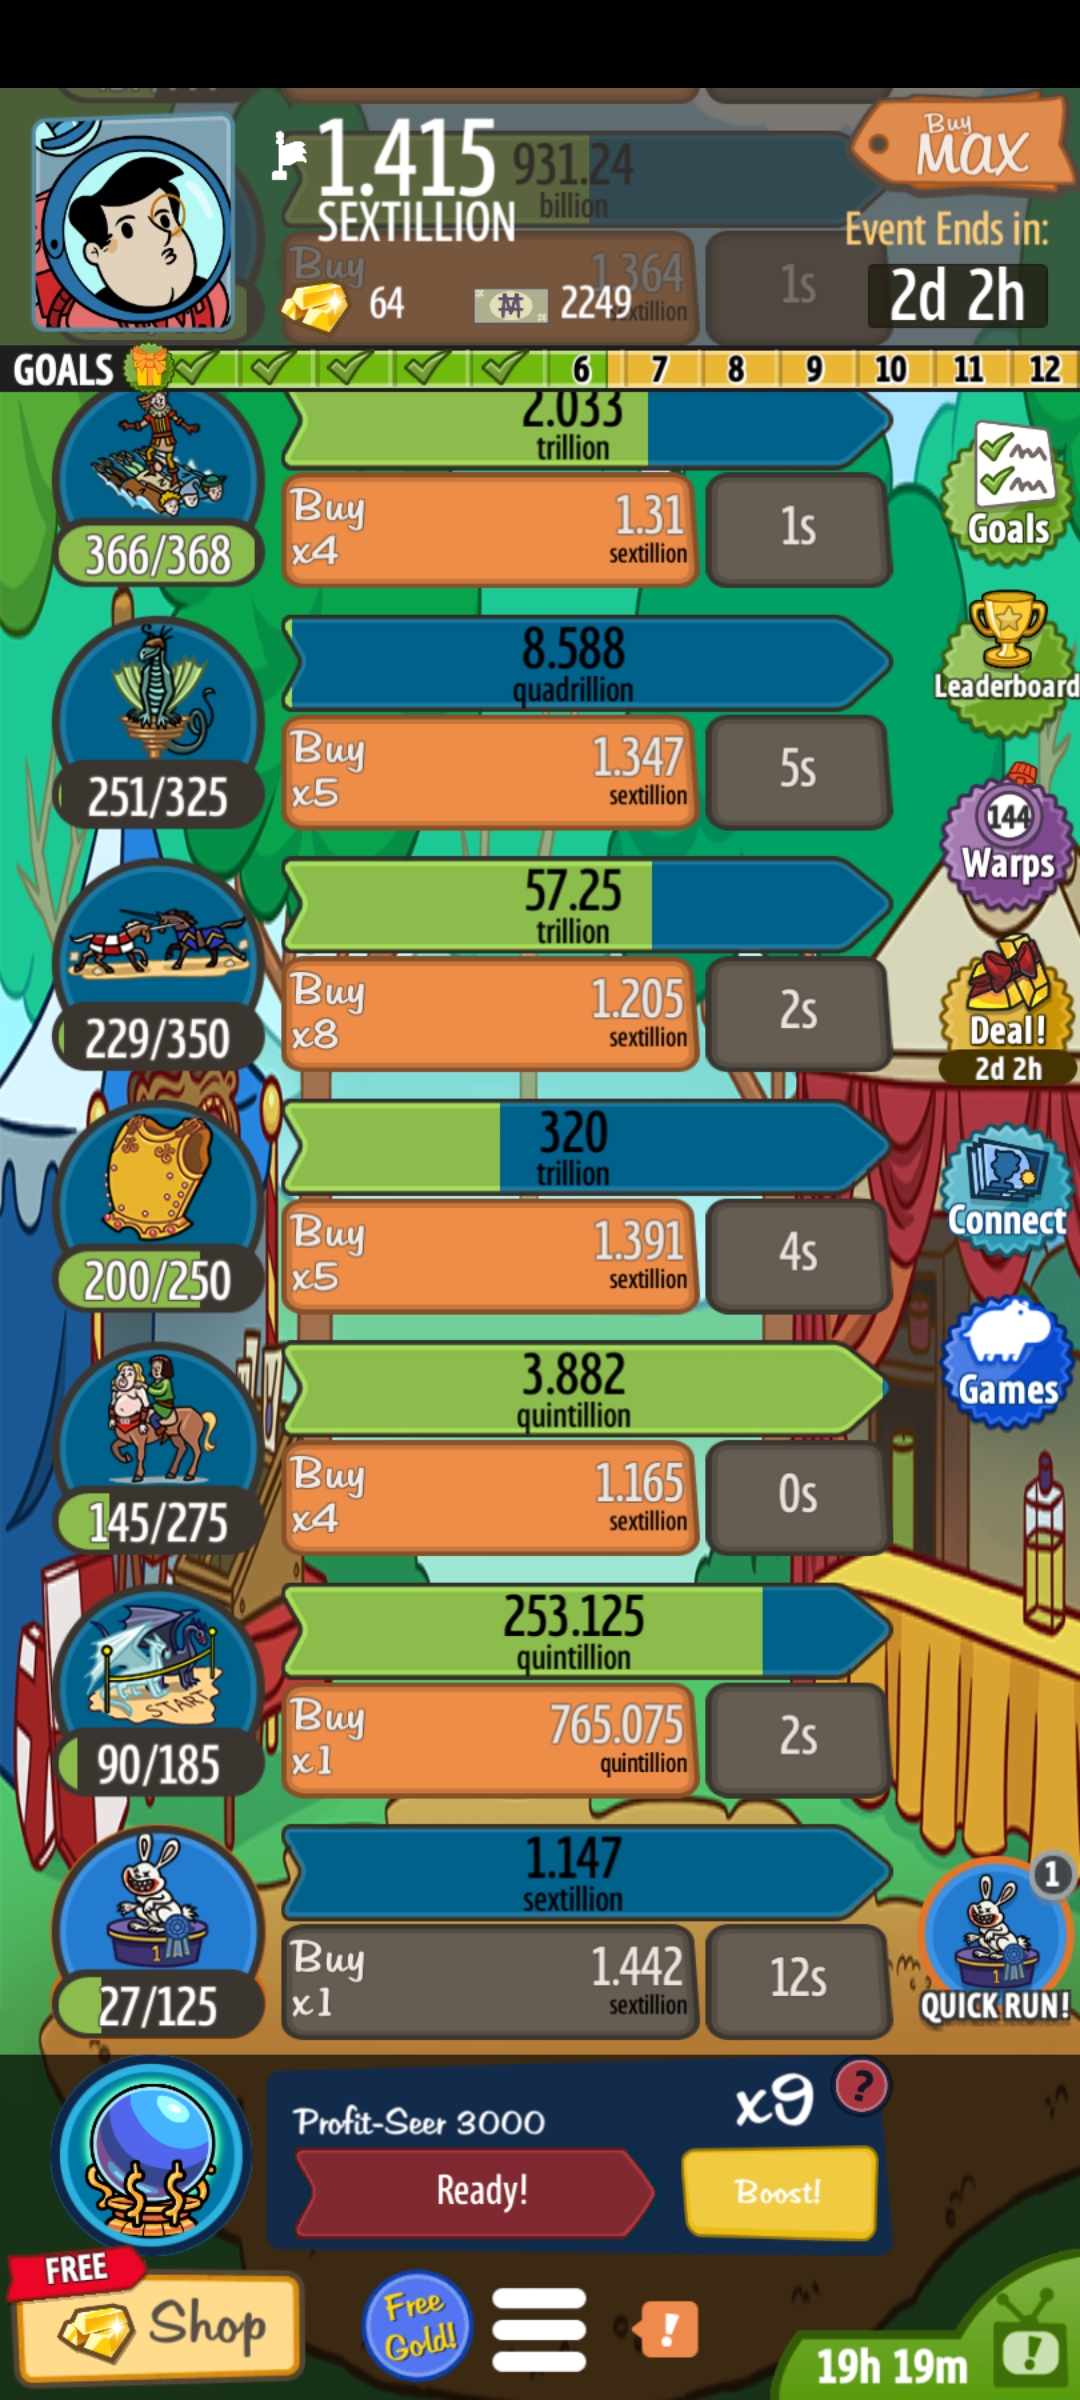 1.415
SEXTILLION
931.24
billion
Buy
MAX
Event Ends in:
2d 2h
Buy
1.364
sextillion
1s
64
2249
GOALS 6 7 8 9 10 11 12
2.033
trillion
366/368
Buy
x4
1.31
sextillion
1s
Goals
8.588
quadrillion
Leaderboard
251/325
Buy
x5
1.347
sextillion
5s
144
Warps
57.25
trillion
229/350
Buy
x8
1.205
sextillion
2s
Deal!
2d 2h
320
trillion
200/250
Buy
x5
1.391
sextillion
4s
Connect
3.882
quintillion
Games
145/275
Buy
x4
1.165
sextillion
0s
253.125
quintillion
START
90/185
Buy
x1
765.075
quintillion
2s
1.147
sextillion
1
27/125
Buy
x1
1.442
sextillion
12s
1
1
QUICK RUN!
Profit-Seer 3000
x9
?
Ready!
Boost!
FREE
Shop
Free
Gold!
!
19h 19m
!